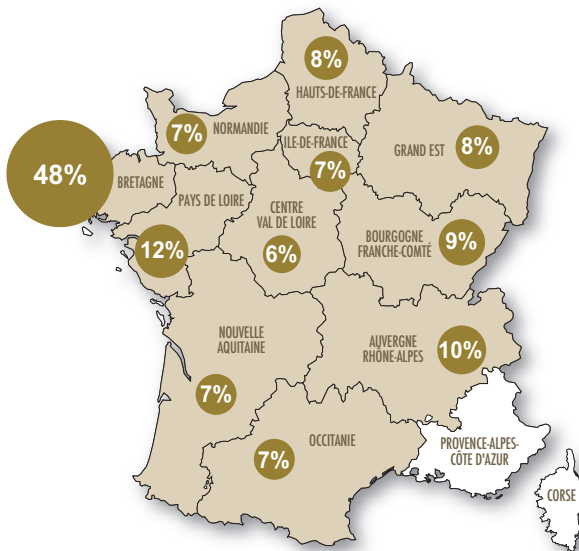 8%
HAUTS-DE-FRANCE
7%
NORMANDIE
ILE-DE-FRANCE
7%
GRAND EST
8%
48%
BRETAGNE
PAYS DE LOIRE
12%
CENTRE
VAL DE LOIRE
6%
BOURGOGNE
FRANCHE-COMTÉ
9%
NOUVELLE
AQUITAINE
7%
AUVERGNE
RHÔNE-ALPES
10%
OCCITANIE
7%
PROVENCE-ALPES-
CÔTE D'AZUR
CORSE